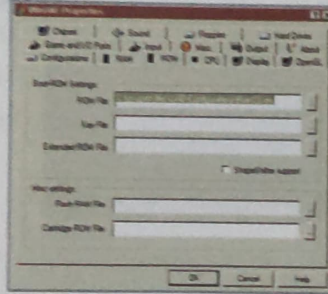 WinUAE Properties
Chipset Sound Floppies Hard Drives
Game and I/O Ports Input Misc Output About
Configurations ROM CPU Display OpenGL
Boot-ROM Settings:
ROM File:
Key-File:
Extended ROM File:
ShapeShifter support
Misc settings:
Flash-RAM File:
Cartridge ROM File:
OK Cancel Help